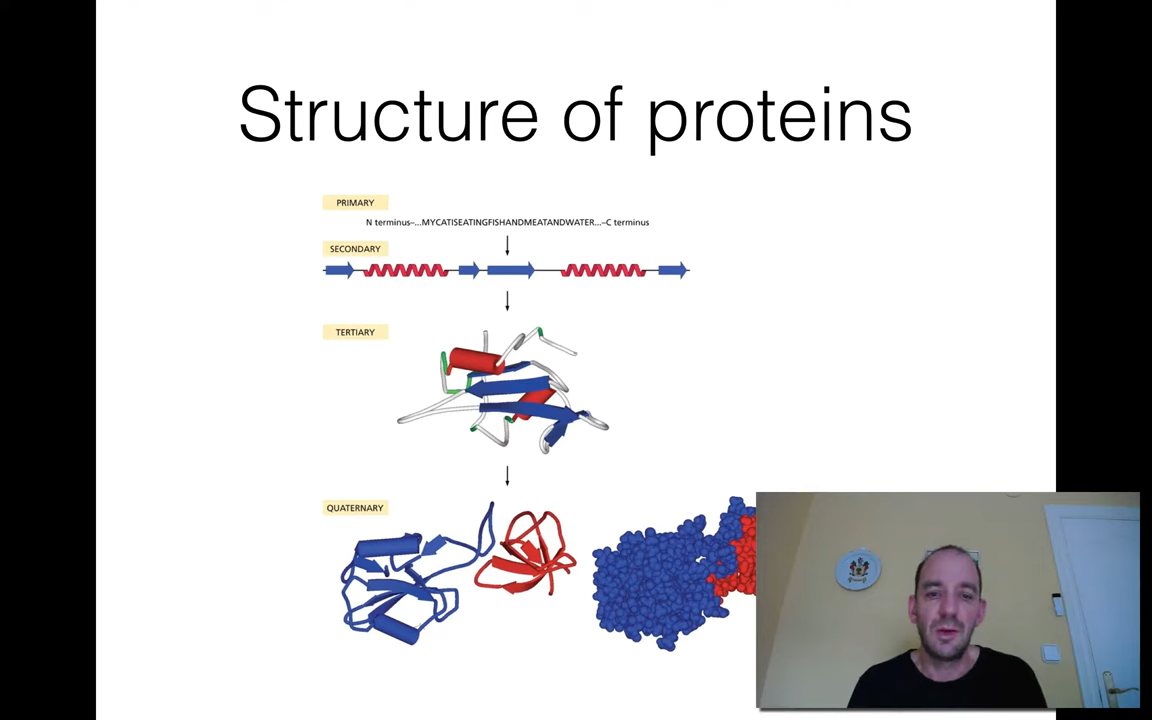 Structure of proteins
PRIMARY
N terminus–...MYCATISEATINGFISHANDMEATANDWATER...–C terminus
SECONDARY
TERTIARY
QUATERNARY